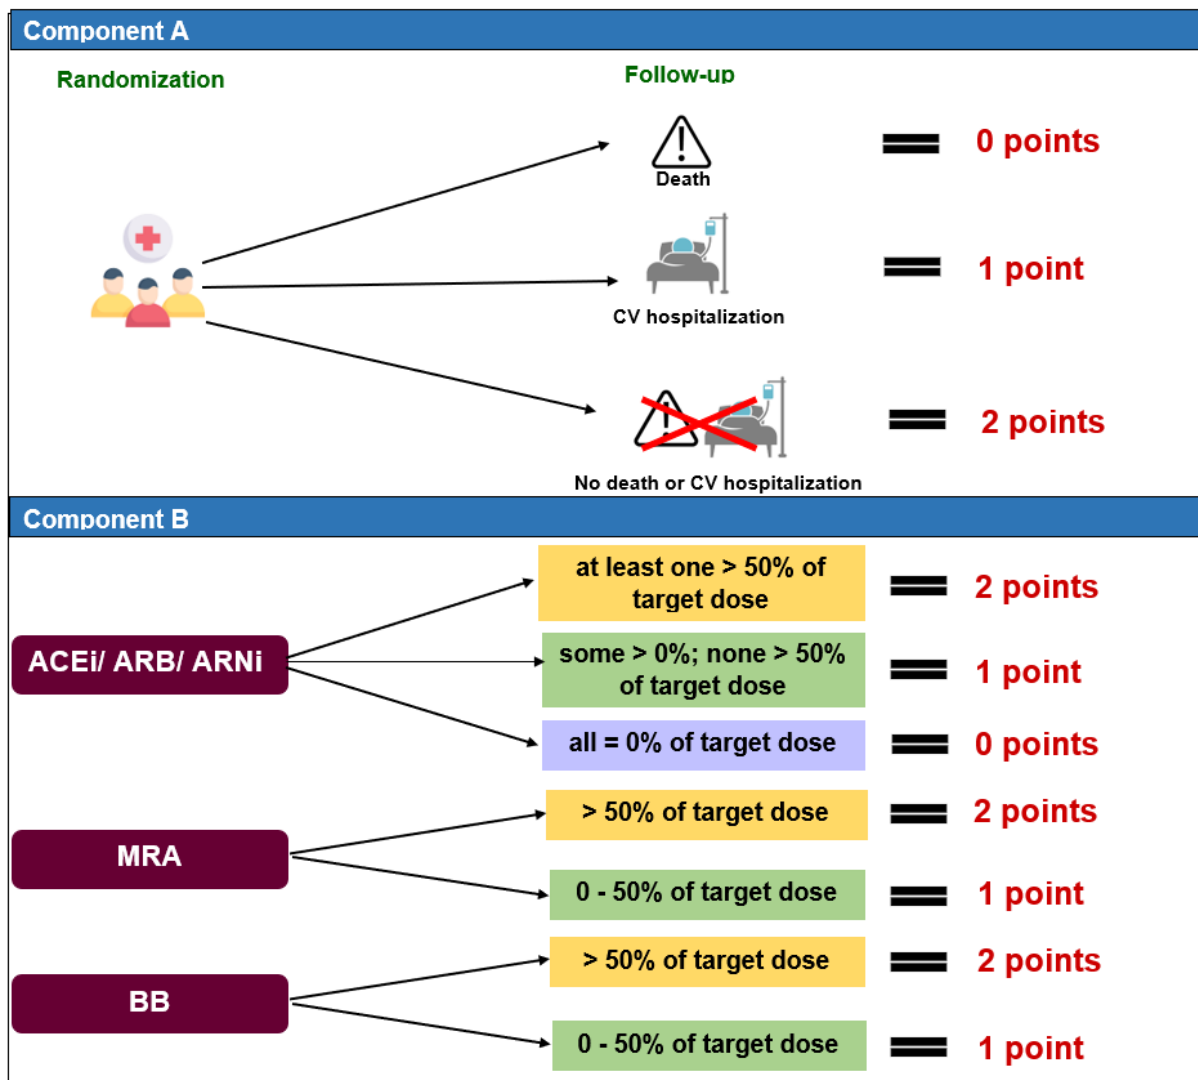 Component A
Randomization
Follow-up
Death
0 points
CV hospitalization
1 point
No death or CV hospitalization
2 points
Component B
ACEi/ ARB/ ARNi
at least one > 50% of
target dose
2 points
some > 0%; none > 50%
of target dose
1 point
all = 0% of target dose
0 points
MRA
> 50% of target dose
2 points
0 - 50% of target dose
1 point
BB
> 50% of target dose
2 points
0 - 50% of target dose
1 point